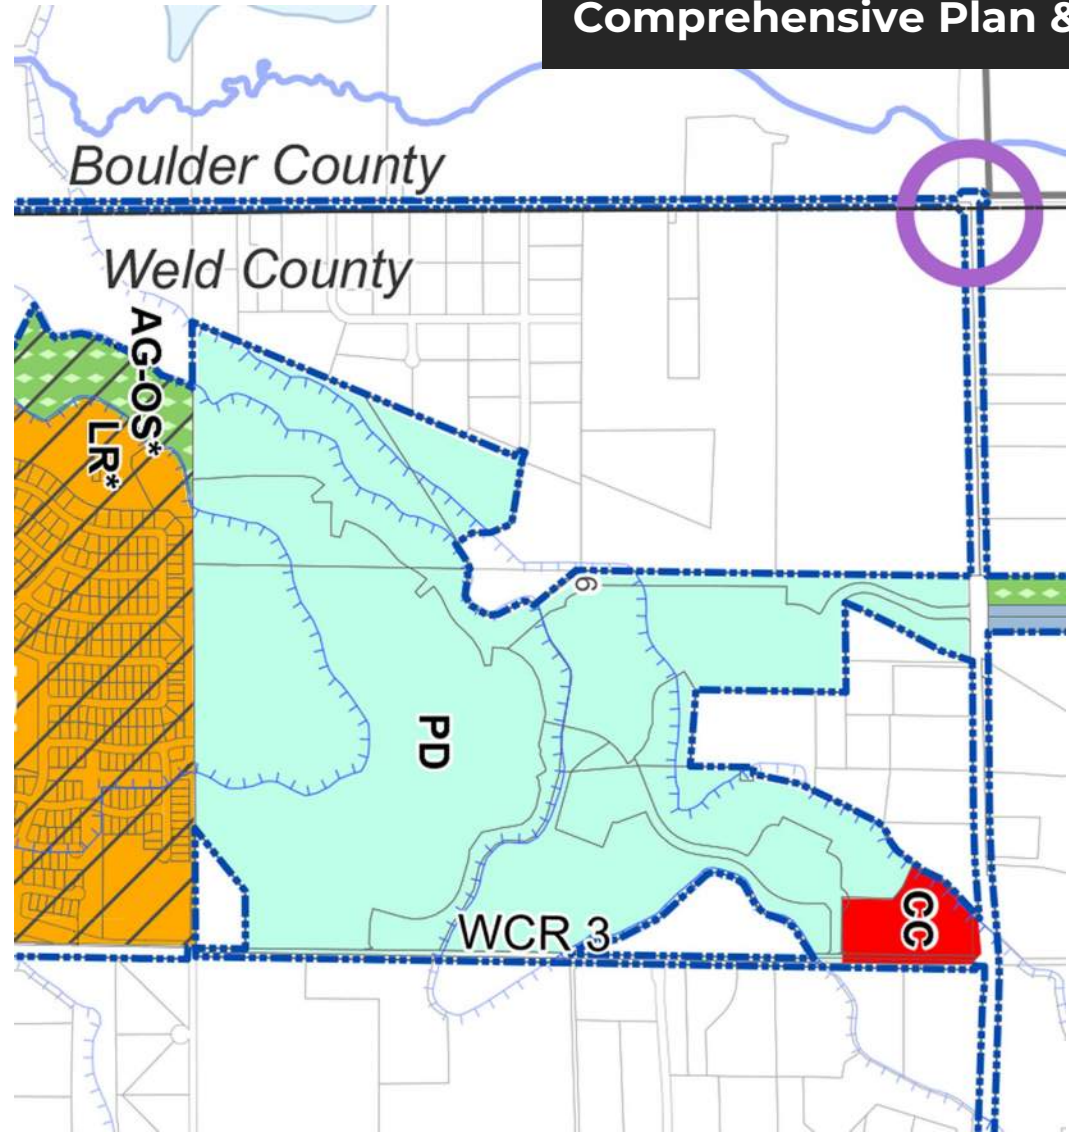 Comprehensive Plan &
Boulder County
Weld County
AG-OS*
LR*
6
PD
WCR 3
CC